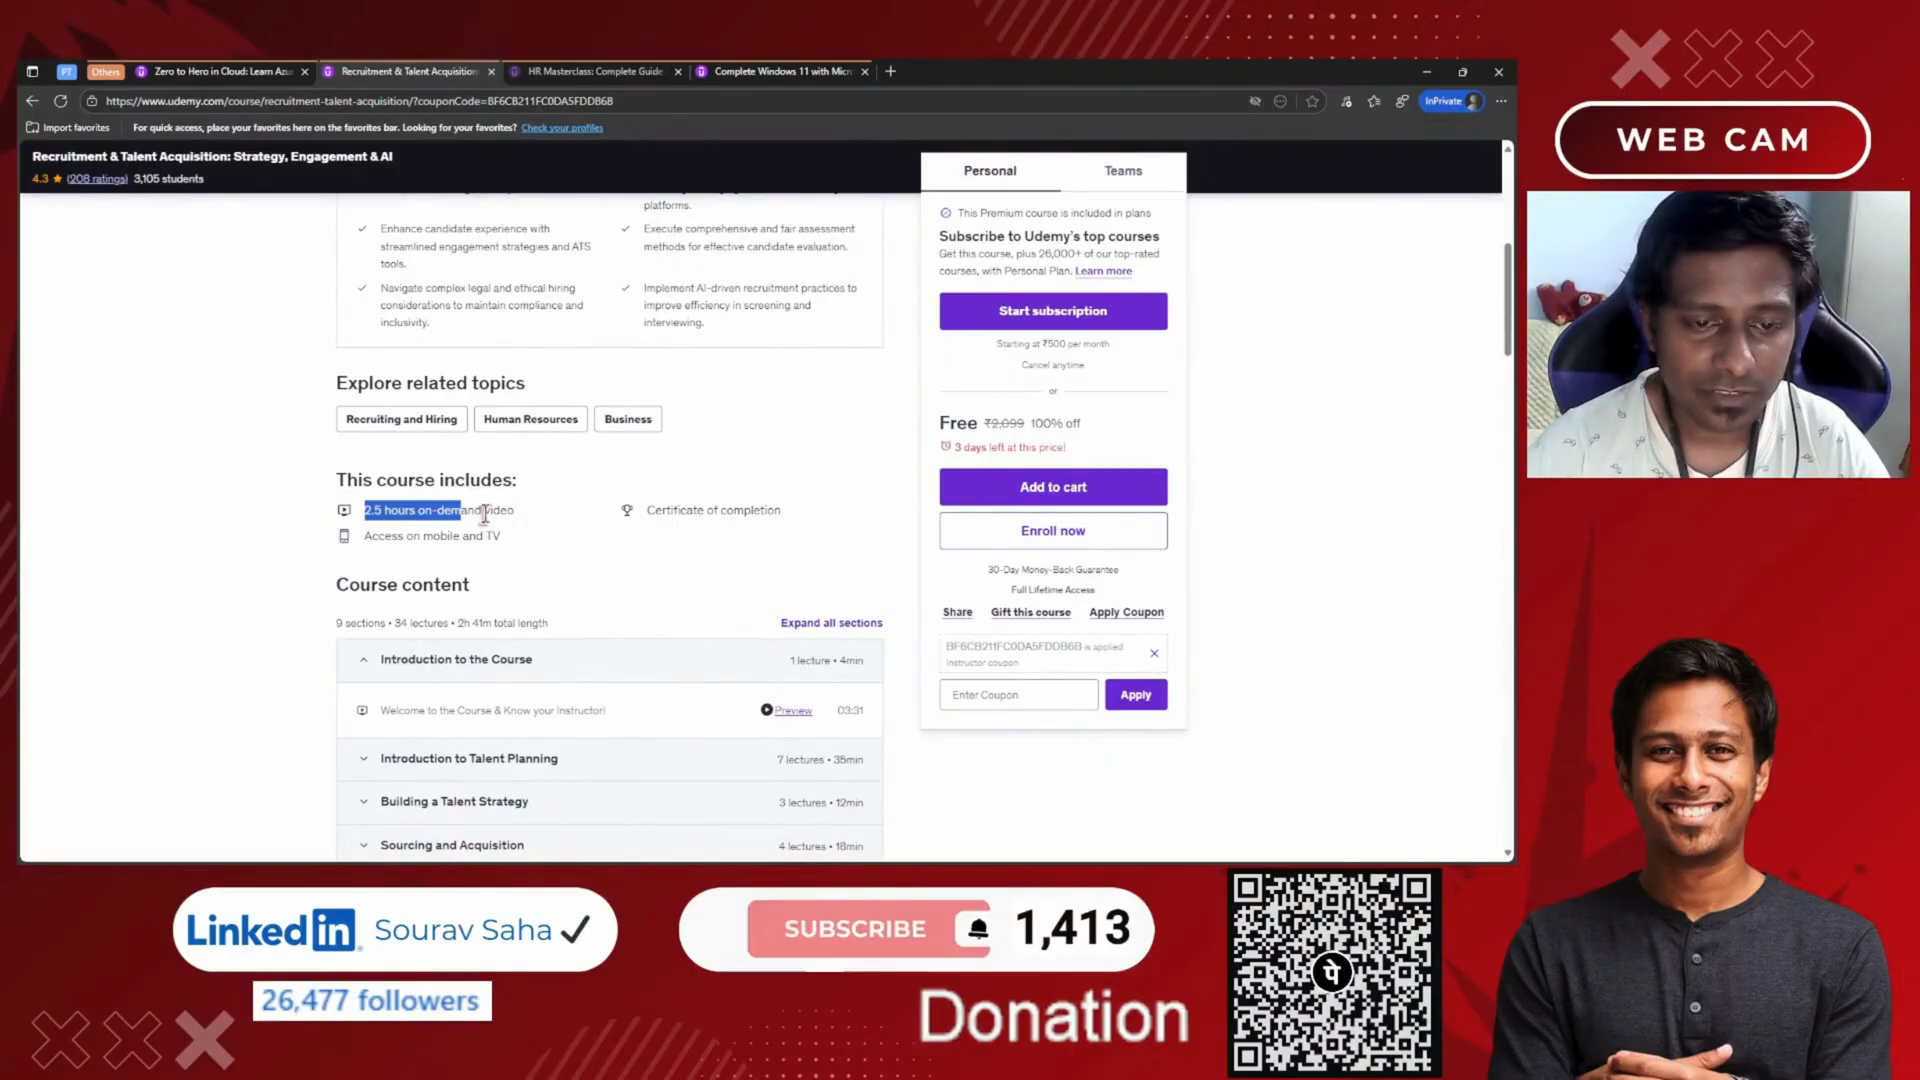 PT
Others
Zero to Hero in Cloud: Learn Azu
Recruitment & Talent Acquisition:
HR Masterclass: Complete Guide
Complete Windows 11 with Micr
https://www.udemy.com/course/recruitment-talent-acquisition/?couponCode=BF6CB211FC0DA5FDDB6B
InPrivate
Import favorites
For quick access, place your favorites here on the favorites bar. Looking for your favorites? Check your profiles
Recruitment & Talent Acquisition: Strategy, Engagement & AI
4.3 ★ (208 ratings) 3,105 students
platforms.
Enhance candidate experience with
streamlined engagement strategies and ATS
tools.
Execute comprehensive and fair assessment
methods for effective candidate evaluation.
Navigate complex legal and ethical hiring
considerations to maintain compliance and
inclusivity.
Implement AI-driven recruitment practices to
improve efficiency in screening and
interviewing.
Explore related topics
Recruiting and Hiring
Human Resources
Business
This course includes:
2.5 hours on-demand video
Certificate of completion
Access on mobile and TV
Course content
9 sections • 34 lectures • 2h 41m total length
Expand all sections
Introduction to the Course
1 lecture • 4min
Welcome to the Course & Know your Instructor!
Preview
03:31
Introduction to Talent Planning
7 lectures • 35min
Building a Talent Strategy
3 lectures • 12min
Sourcing and Acquisition
4 lectures • 18min
Personal
Teams
This Premium course is included in plans
Subscribe to Udemy's top courses
Get this course, plus 26,000+ of our top-rated
courses, with Personal Plan. Learn more
Start subscription
Starting at ₹500 per month
Cancel anytime
or
Free ₹2,099 100% off
3 days left at this price!
Add to cart
Enroll now
30-Day Money-Back Guarantee
Full Lifetime Access
Share
Gift this course
Apply Coupon
BF6CB211FC0DA5FDDB6B is applied
Instructor coupon
Enter Coupon
Apply
WEB CAM
Linked in
Sourav Saha
26,477 followers
SUBSCRIBE
1,413
Donation
पे